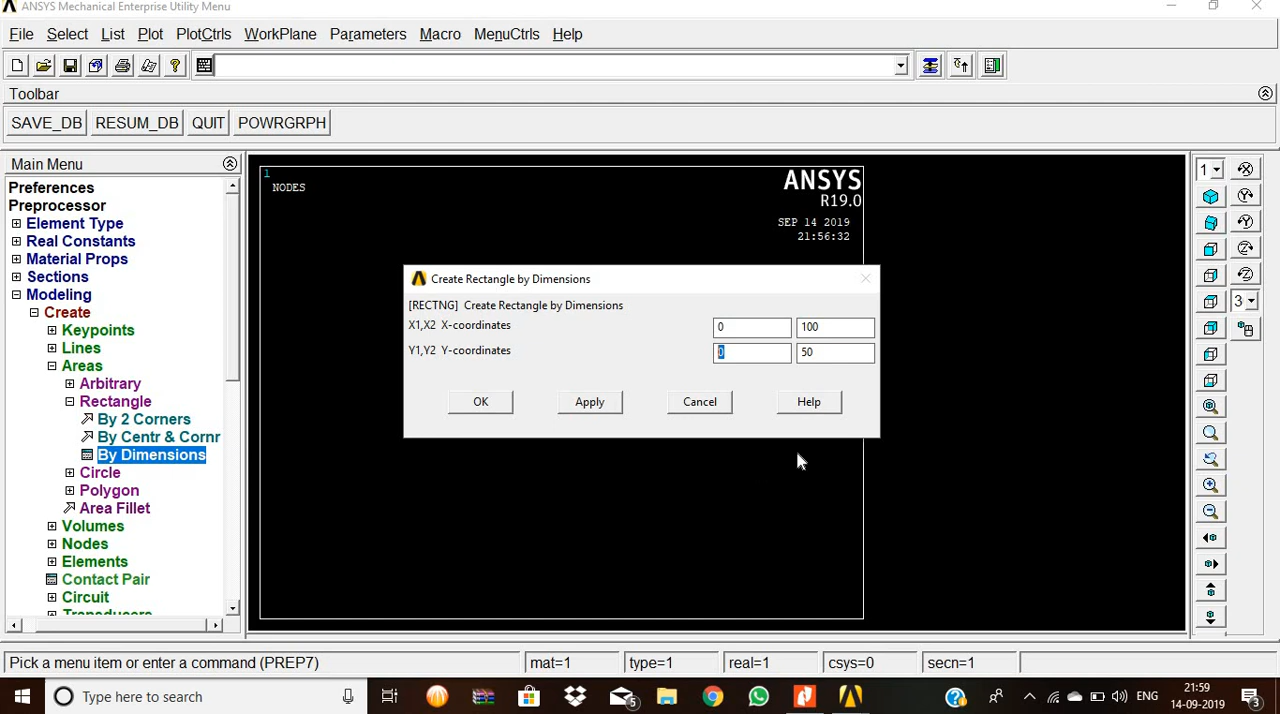 ANSYS Mechanical Enterprise Utility Menu
File Select List Plot PlotCtrls WorkPlane Parameters Macro MenuCtrls Help
Toolbar
SAVE_DB RESUM_DB QUIT POWRGRPH
Main Menu
Preferences
Preprocessor
Element Type
Real Constants
Material Props
Sections
Modeling
Create
Keypoints
Lines
Areas
Arbitrary
Rectangle
By 2 Corners
By Centr & Cornr
By Dimensions
Circle
Polygon
Area Fillet
Volumes
Nodes
Elements
Contact Pair
Circuit
Transducers
1
NODES
ANSYS
R19.0
SEP 14 2019
21:56:32
Create Rectangle by Dimensions
[RECTNG] Create Rectangle by Dimensions
X1,X2 X-coordinates 0 100
Y1,Y2 Y-coordinates 0 50
OK Apply Cancel Help
1
3
Pick a menu item or enter a command (PREP7) mat=1 type=1 real=1 csys=0 secn=1
Type here to search 5 ENG 21:59
14-09-2019 3